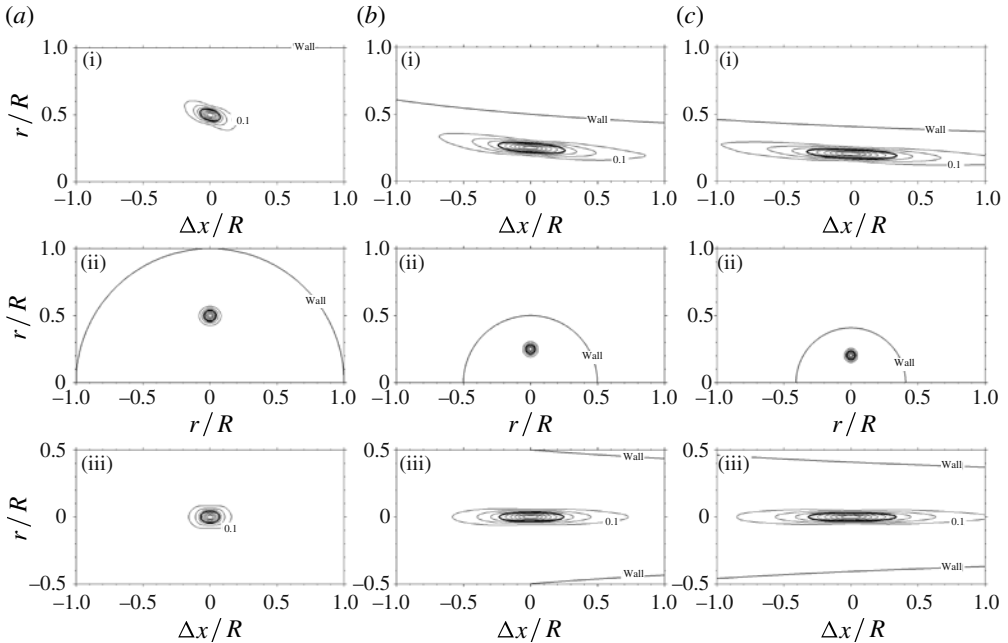 (a) (b) (c)
1.0 (i) Wall 1.0 (i) 1.0 (i)
r/R 0.5 0.1 0.5 Wall 0.5 Wall
0 0 0.1 0 0.1
–1.0 –0.5 0 0.5 1.0 –1.0 –0.5 0 0.5 1.0 –1.0 –0.5 0 0.5 1.0
Δx/R Δx/R Δx/R
1.0 (ii) 1.0 (ii) 1.0 (ii)
r/R 0.5 Wall 0.5 Wall 0.5 Wall
0 0 0
–1.0 –0.5 0 0.5 1.0 –1.0 –0.5 0 0.5 1.0 –1.0 –0.5 0 0.5 1.0
r/R r/R r/R
0.5 (iii) 0.5 (iii) Wall 0.5 (iii) Wall
r/R 0 0.1 0 0.1 0 0.1
–0.5 –0.5 Wall –0.5 Wall
–1.0 –0.5 0 0.5 1.0 –1.0 –0.5 0 0.5 1.0 –1.0 –0.5 0 0.5 1.0
Δx/R Δx/R Δx/R